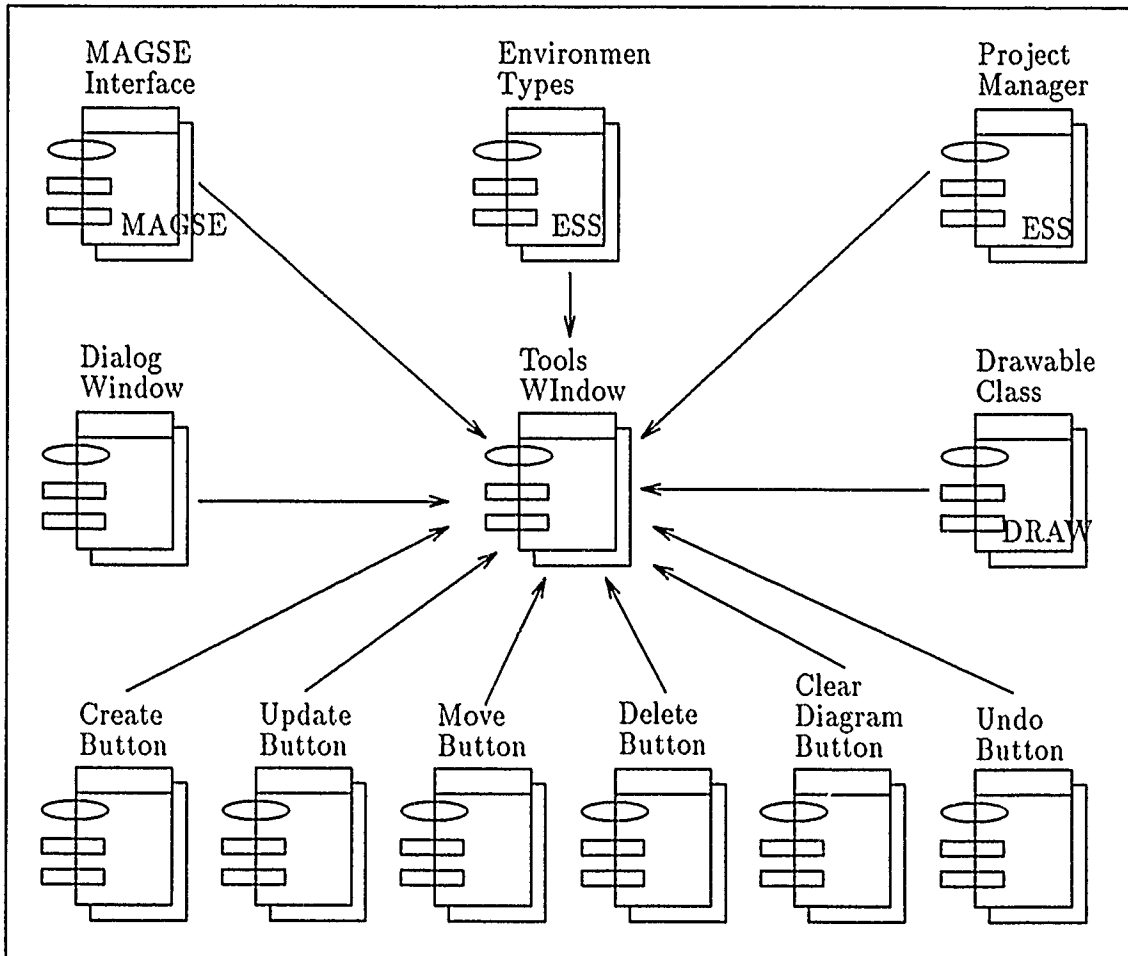 MAGSE
Interface
MAGSE
Environmen
Types
ESS
Project
Manager
ESS
Dialog
Window
Tools
WIndow
Drawable
Class
DRAW
Create
Button
Update
Button
Move
Button
Delete
Button
Clear
Diagram
Button
Undo
Button